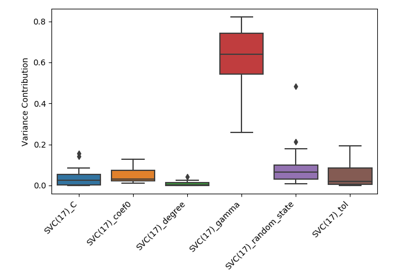 0.8
0.6
0.4
0.2
0.0
Variance Contribution
SVC(17)_C
SVC(17)_coef0
SVC(17)_degree
SVC(17)_gamma
SVC(17)_random_state
SVC(17)_tol